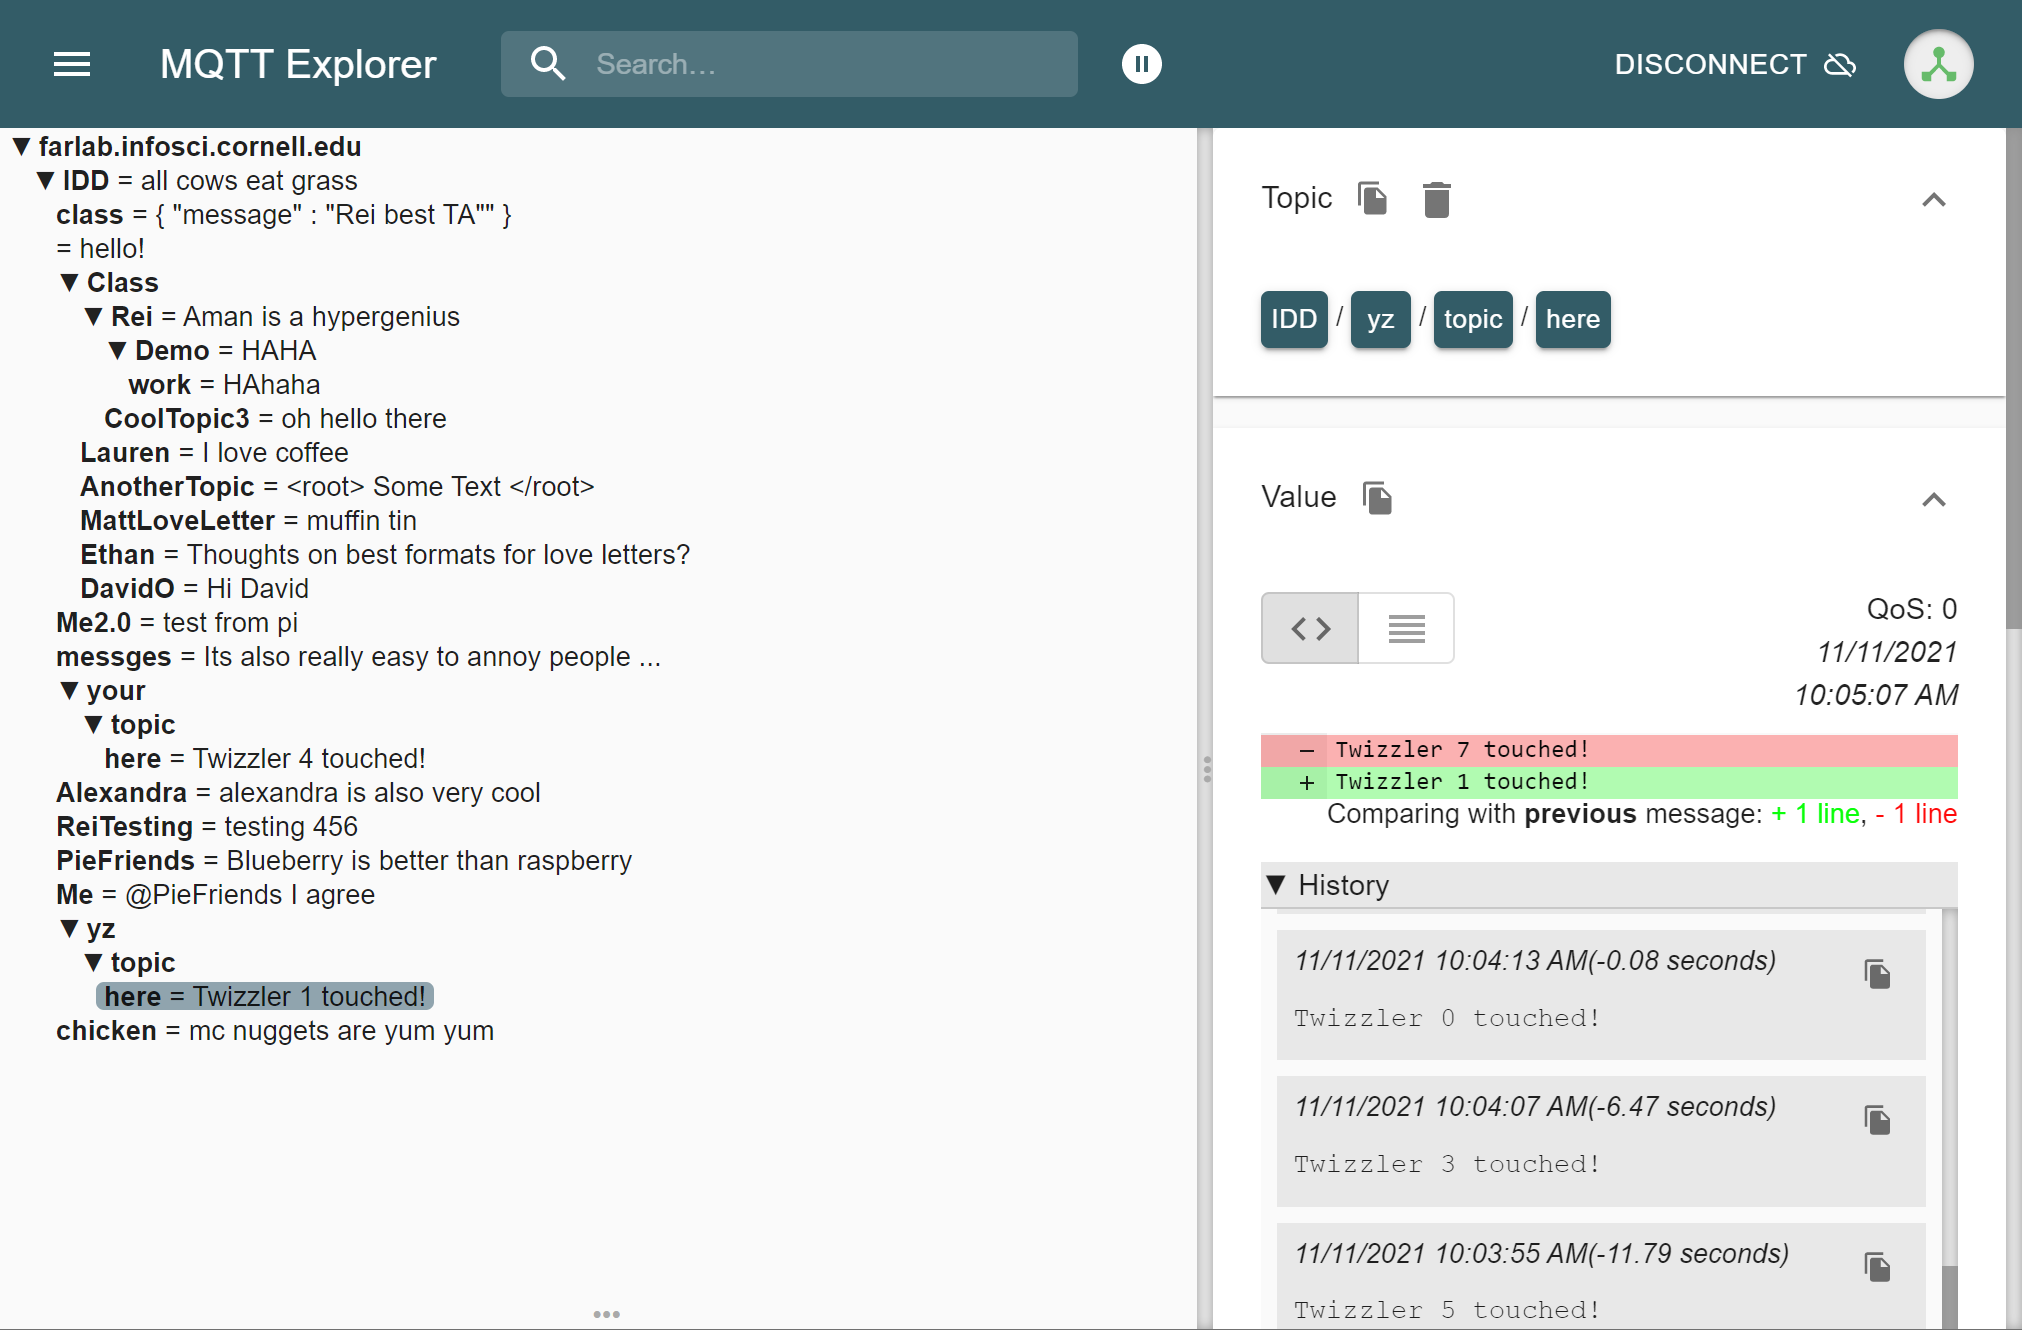 MQTT Explorer
Search...
DISCONNECT
▼ farlab.infosci.cornell.edu
▼ IDD = all cows eat grass
class = { "message" : "Rei best TA"" }
= hello!
▼ Class
▼ Rei = Aman is a hypergenius
▼ Demo = HAHA
work = HAhaha
CoolTopic3 = oh hello there
Lauren = I love coffee
AnotherTopic = <root> Some Text </root>
MattLoveLetter = muffin tin
Ethan = Thoughts on best formats for love letters?
DavidO = Hi David
Me2.0 = test from pi
messges = Its also really easy to annoy people ...
▼ your
▼ topic
here = Twizzler 4 touched!
Alexandra = alexandra is also very cool
ReiTesting = testing 456
PieFriends = Blueberry is better than raspberry
Me = @PieFriends I agree
▼ yz
▼ topic
here = Twizzler 1 touched!
chicken = mc nuggets are yum yum
Topic
IDD / yz / topic / here
Value
QoS: 0
11/11/2021
10:05:07 AM
- Twizzler 7 touched!
+ Twizzler 1 touched!
Comparing with previous message: + 1 line, - 1 line
▼ History
11/11/2021 10:04:13 AM(-0.08 seconds)
Twizzler 0 touched!
11/11/2021 10:04:07 AM(-6.47 seconds)
Twizzler 3 touched!
11/11/2021 10:03:55 AM(-11.79 seconds)
Twizzler 5 touched!